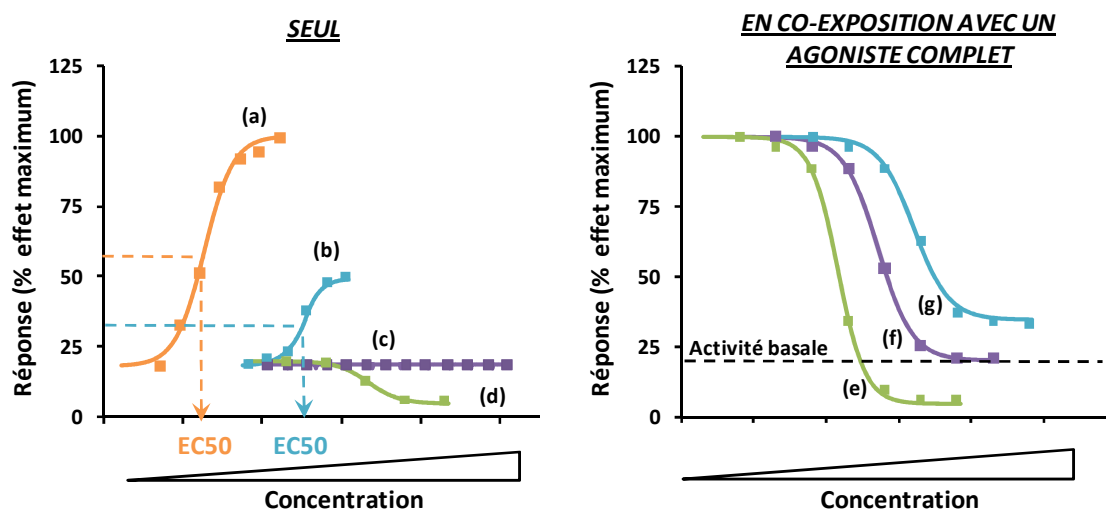 SEUL
Réponse (% effet maximum)
125
100
75
50
25
0
(a)
(b)
(c)
(d)
EC50
EC50
Concentration
EN CO-EXPOSITION AVEC UN
AGONISTE COMPLET
Réponse (% effet maximum)
125
100
75
50
25
0
(g)
(f)
Activité basale
(e)
Concentration